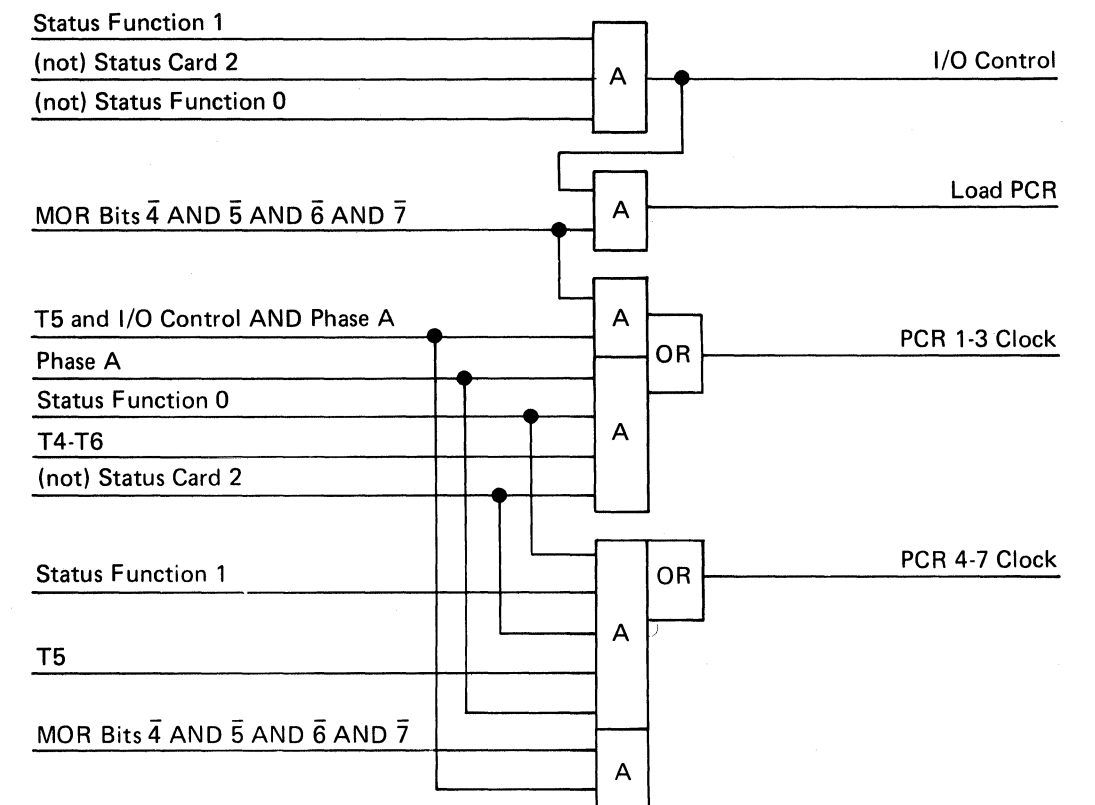 Status Function 1
(not) Status Card 2
(not) Status Function 0
A
I/O Control
MOR Bits 4̅ AND 5̅ AND 6̅ AND 7̅
A
Load PCR
T5 and I/O Control AND Phase A
Phase A
Status Function 0
T4-T6
(not) Status Card 2
A
OR
A
PCR 1-3 Clock
Status Function 1
T5
MOR Bits 4̅ AND 5̅ AND 6̅ AND 7̅
A
OR
A
PCR 4-7 Clock